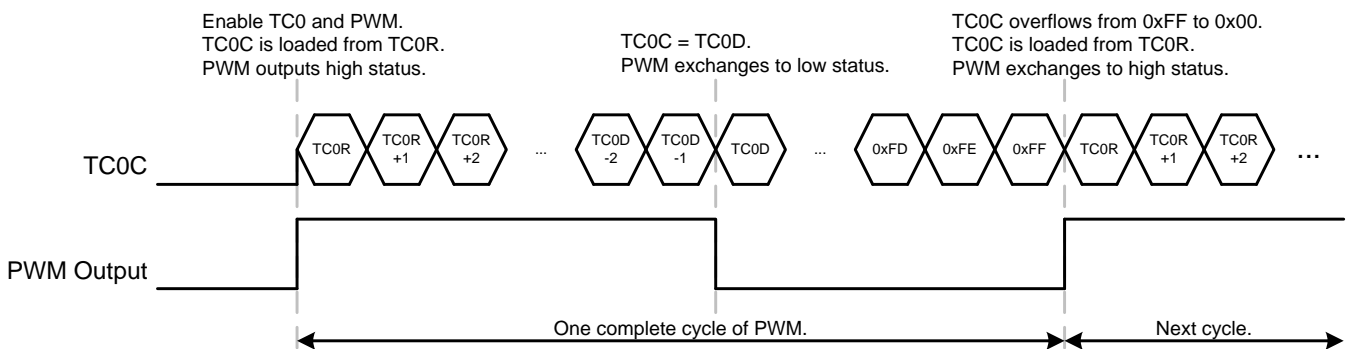 Enable TC0 and PWM.
TC0C is loaded from TC0R.
PWM outputs high status.
TC0C = TC0D.
PWM exchanges to low status.
TC0C overflows from 0xFF to 0x00.
TC0C is loaded from TC0R.
PWM exchanges to high status.
TC0C
TC0R
TC0R
+1
TC0R
+2
...
TC0D
-2
TC0D
-1
TC0D
...
0xFD
0xFE
0xFF
TC0R
TC0R
+1
TC0R
+2
...
PWM Output
One complete cycle of PWM.
Next cycle.